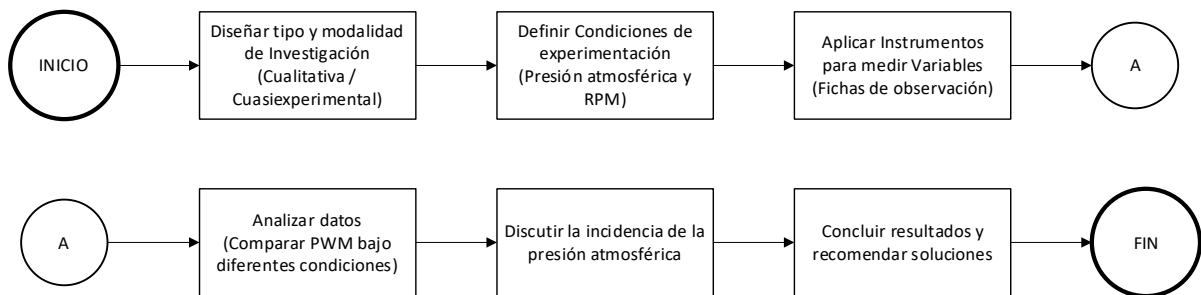 INICIO
Diseñar tipo y modalidad
de Investigación
(Cualitativa /
Cuasiexperimental)
Definir Condiciones de
experimentación
(Presión atmosférica y
RPM)
Aplicar Instrumentos
para medir Variables
(Fichas de observación)
A
A
Analizar datos
(Comparar PWM bajo
diferentes condiciones)
Discutir la incidencia de la
presión atmosférica
Concluir resultados y
recomendar soluciones
FIN